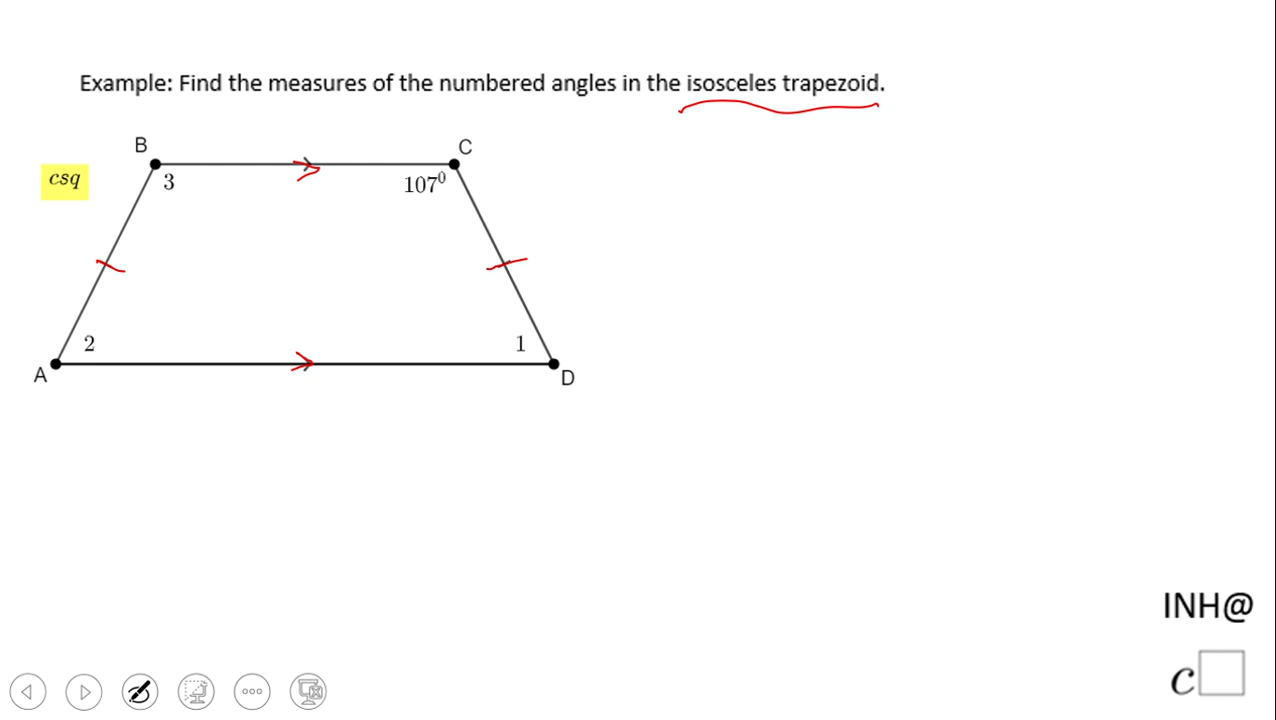 Example: Find the measures of the numbered angles in the isosceles trapezoid.
B C
csq
3 107⁰
2 1
A D
INH@
c